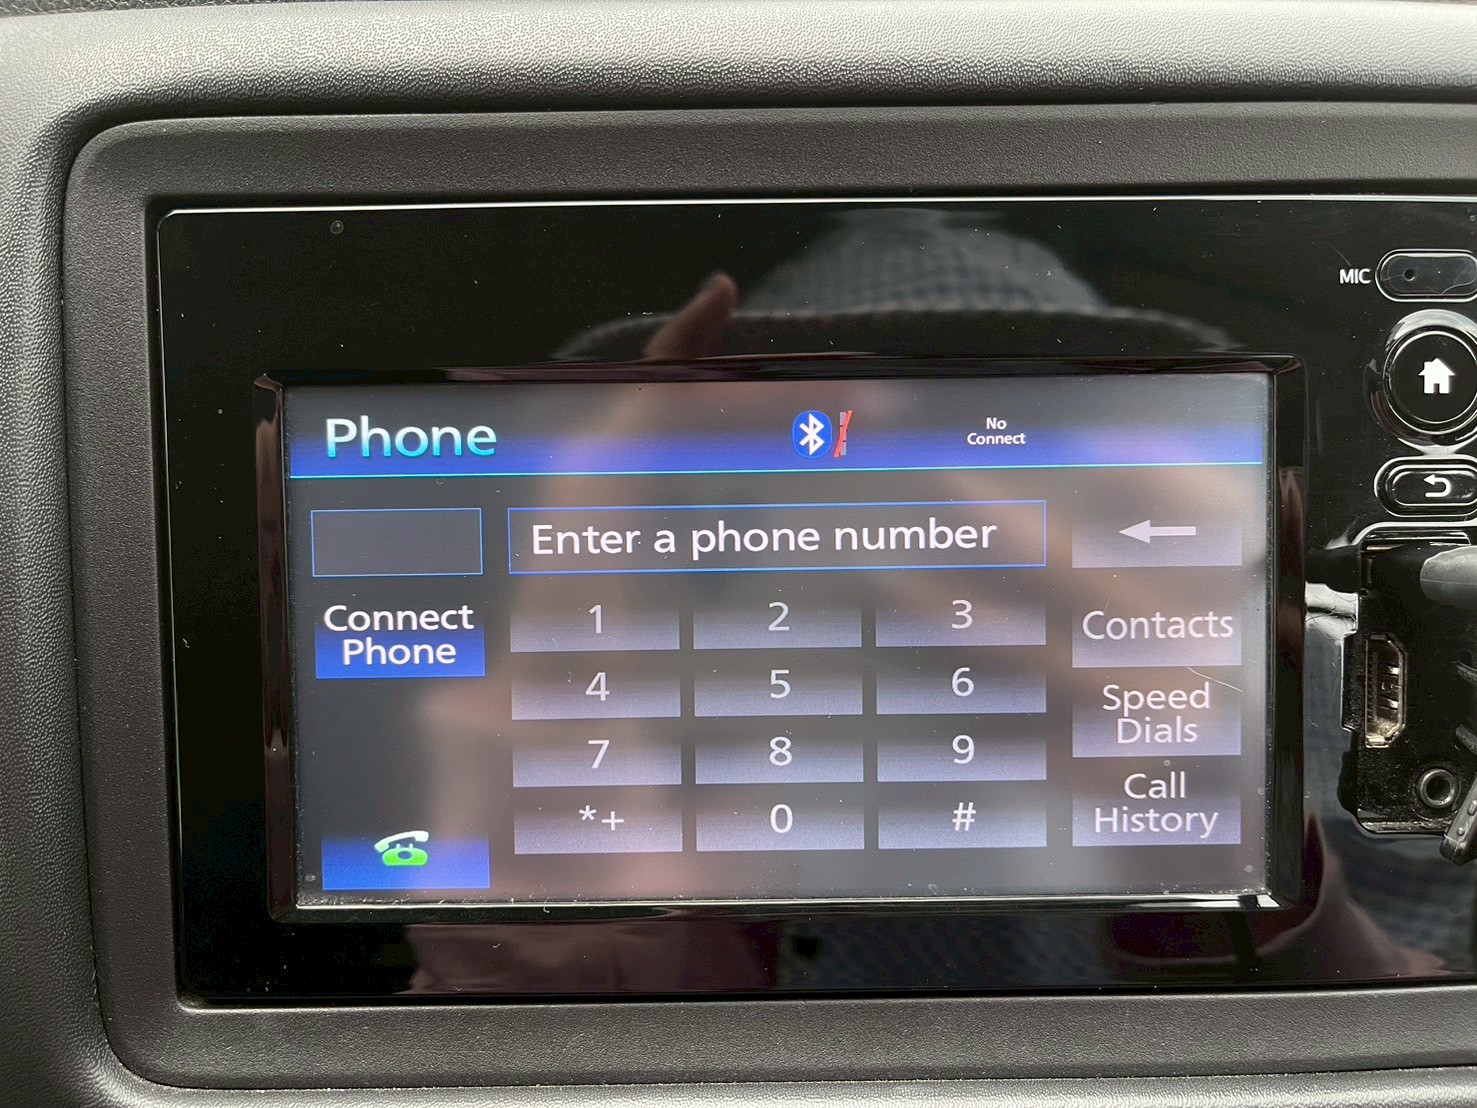 MIC
Phone
No
Connect
Enter a phone number
Connect
Phone
1 2 3
Contacts
4 5 6
Speed
Dials
7 8 9
Call
History
*+ 0 #